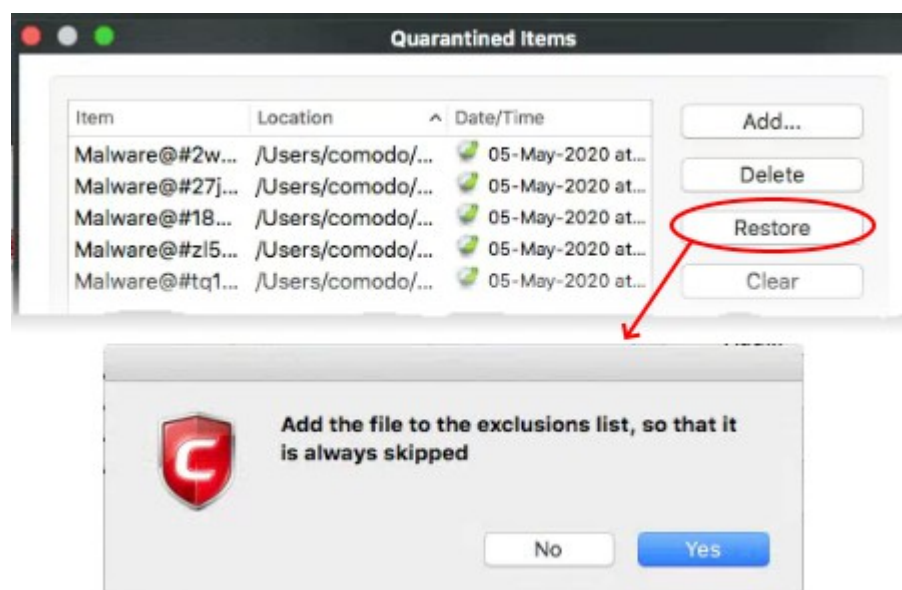 Quarantined Items
Item Location Date/Time
Add...
Malware@#2w... /Users/comodo/... 05-May-2020 at...
Malware@#27j... /Users/comodo/... 05-May-2020 at...
Delete
Malware@#18... /Users/comodo/... 05-May-2020 at...
Restore
Malware@#zl5... /Users/comodo/... 05-May-2020 at...
Malware@#tq1... /Users/comodo/... 05-May-2020 at...
Clear
C
Add the file to the exclusions list, so that it
is always skipped
No Yes